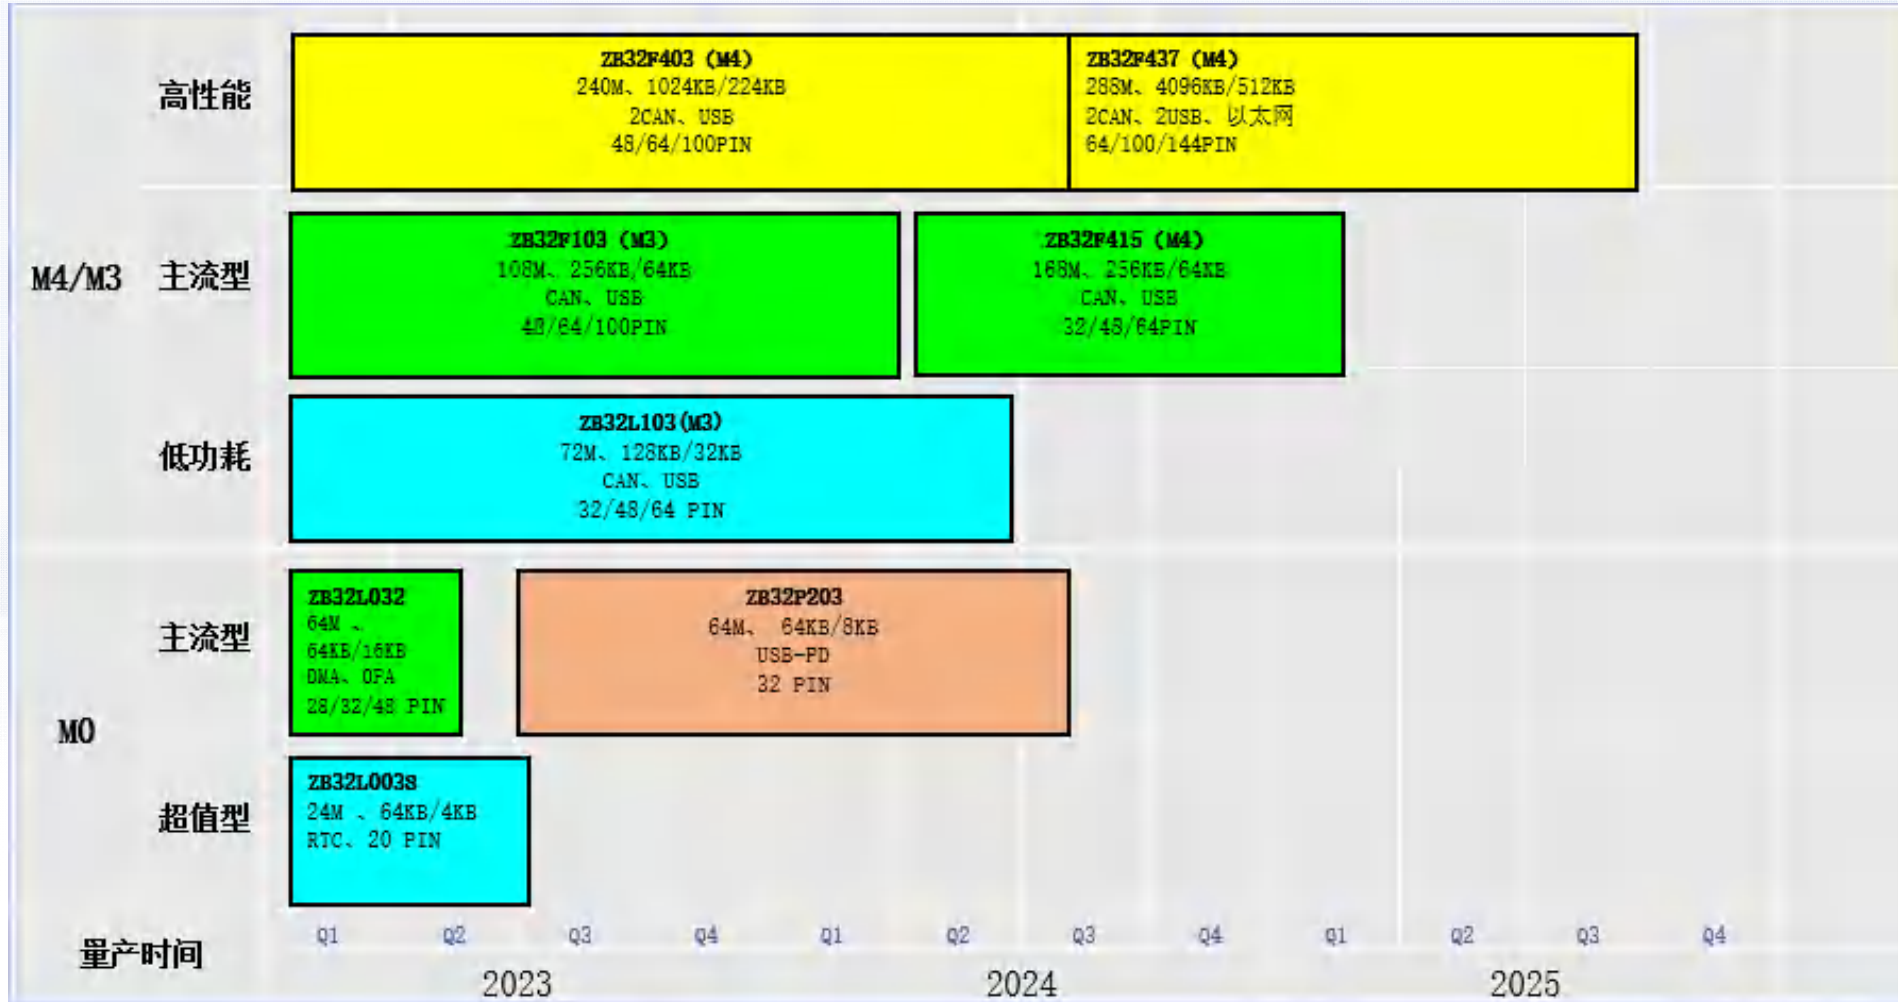 高性能
ZB32F403 (M4)
240M、1024KB/224KB
2CAN、USB
48/64/100PIN
ZB32F437 (M4)
288M、4096KB/512KB
2CAN、2USB、以太网
64/100/144PIN
M4/M3
主流型
ZB32F103 (M3)
108M、256KB/64KB
CAN、USB
48/64/100PIN
ZB32F415 (M4)
168M、256KB/64KB
CAN、USB
32/48/64PIN
低功耗
ZB32L103(M3)
72M、128KB/32KB
CAN、USB
32/48/64 PIN
M0
主流型
ZB32L032
64M 、
64KB/16KB
DMA、OPA
28/32/48 PIN
ZB32P203
64M、 64KB/8KB
USB-PD
32 PIN
超值型
ZB32L003S
24M 、64KB/4KB
RTC、20 PIN
量产时间
Q1 Q2 Q3 Q4 Q1 Q2 Q3 Q4 Q1 Q2 Q3 Q4
2023 2024 2025